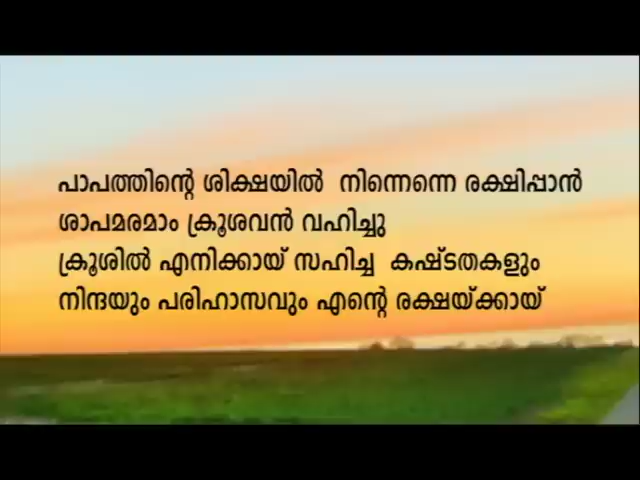 പാപത്തിന്റെ ശിക്ഷയിൽ നിന്നെന്നെ രക്ഷിപ്പാൻ
ശാപമരമാം ക്രൂശവൻ വഹിച്ചു
ക്രൂശിൽ എനിക്കായ് സഹിച്ച കഷ്ടതകളും
നിന്ദയും പരിഹാസവും എന്റെ രക്ഷയ്ക്കായ്